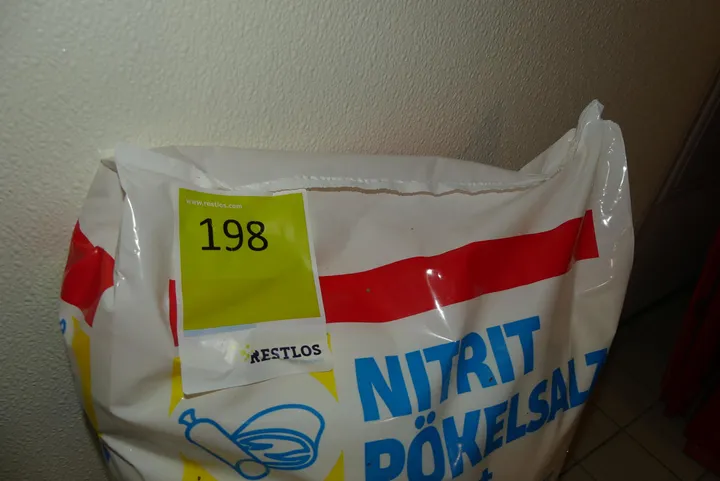 www.restlos.com
198
RESTLOS
NITRIT
PÖKELSALZ